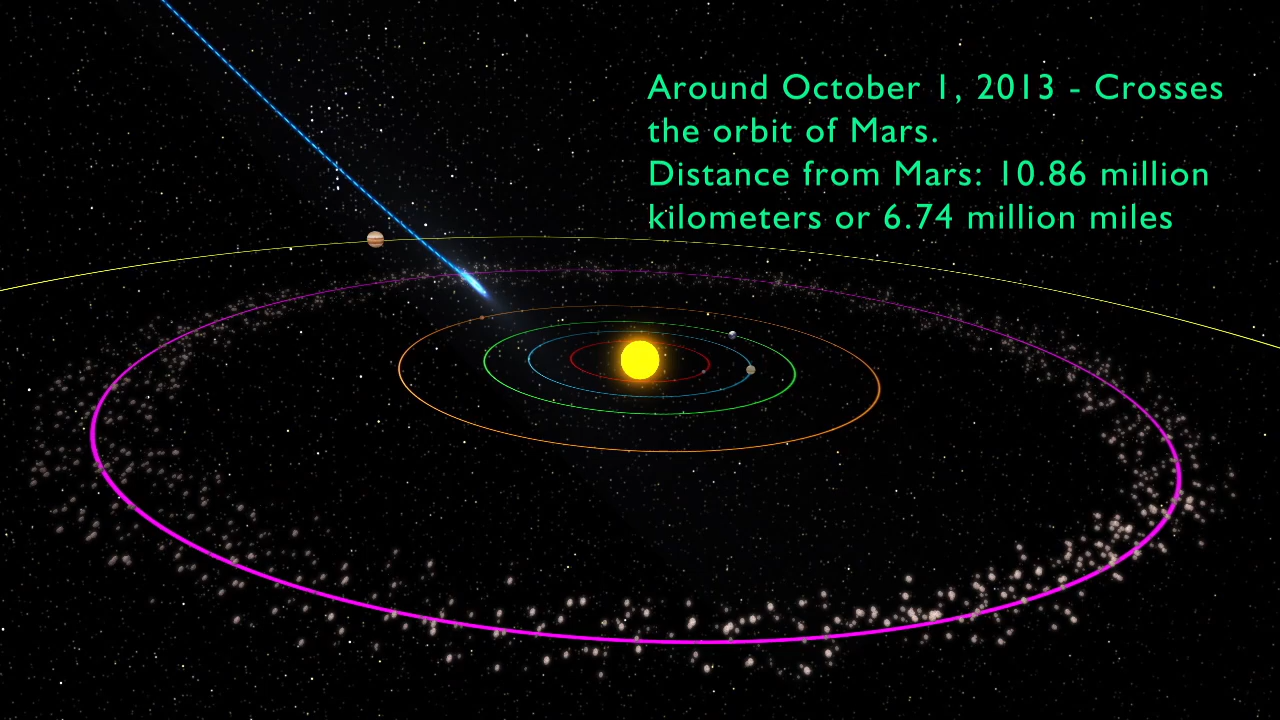 Around October 1, 2013 - Crosses
the orbit of Mars.
Distance from Mars: 10.86 million
kilometers or 6.74 million miles